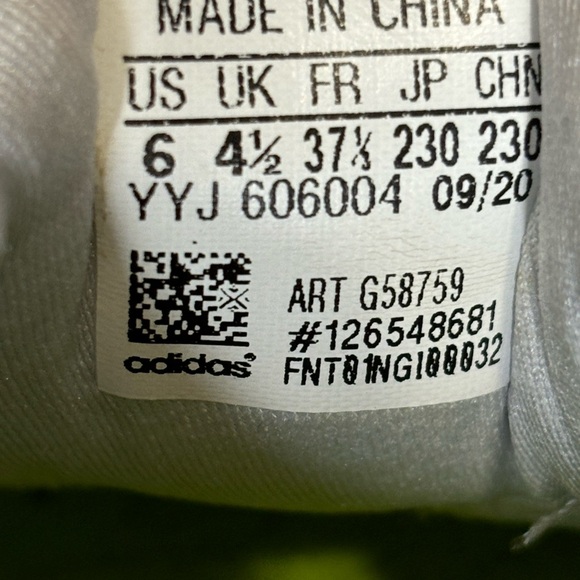 MADE IN CHINA
US UK FR JP CHN
6 4½ 37⅓ 230 230
YYJ 606004 09/20
ART G58759
#126548681
adidas